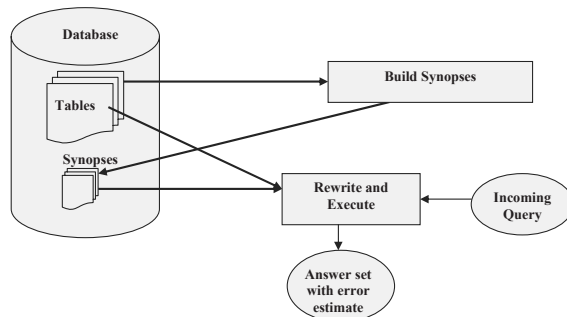 Database
Build Synopses
Tables
Synopses
Rewrite and
Execute
Incoming
Query
Answer set
with error
estimate